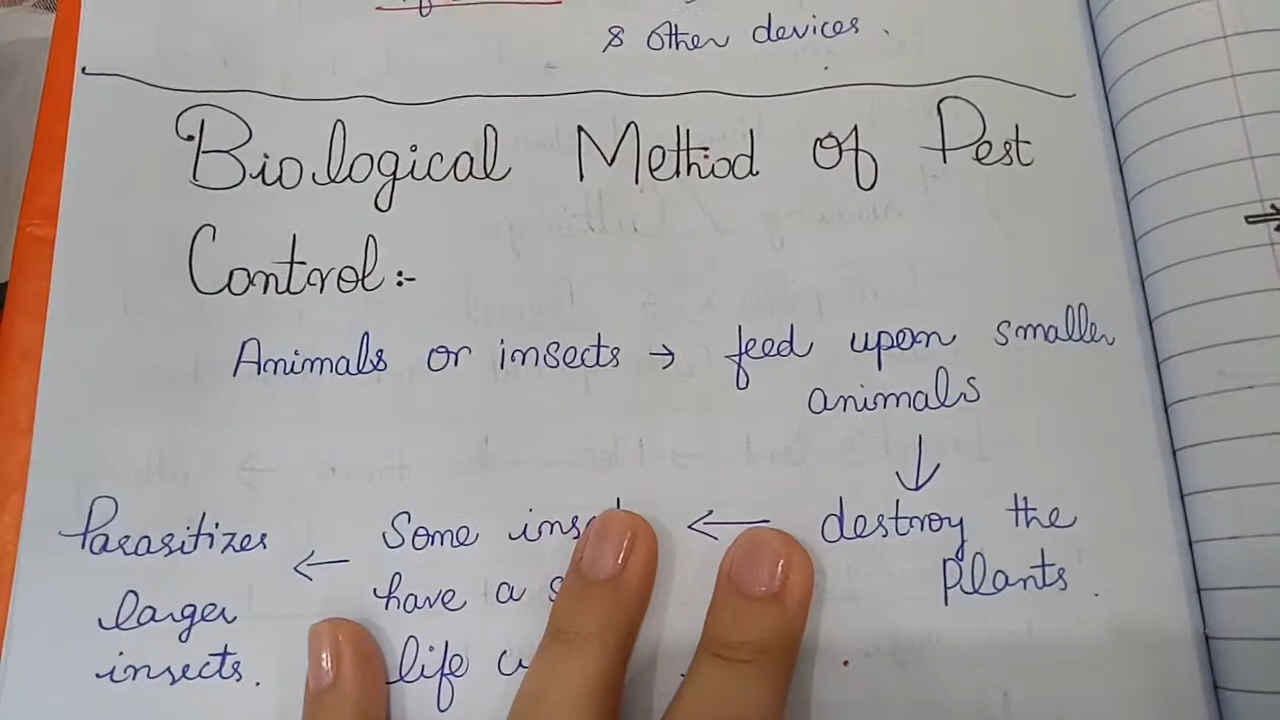 & other devices.
Biological Method of Pest
Control:-
Animals or insects → feed upon smaller
animals
↓
destroy the
plants.
←
Some
have a
life
←
Parasitizes
larger
insects.